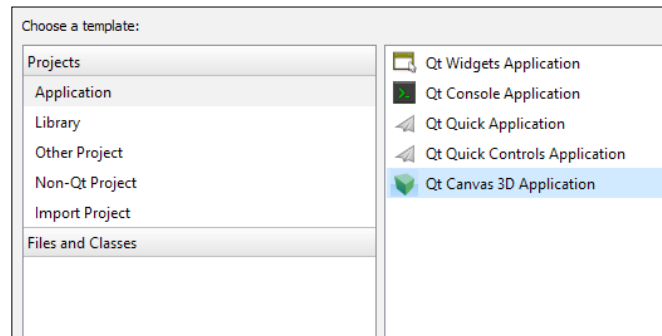 Choose a template:
Projects
Application
Library
Other Project
Non-Qt Project
Import Project
Files and Classes
Qt Widgets Application
Qt Console Application
Qt Quick Application
Qt Quick Controls Application
Qt Canvas 3D Application